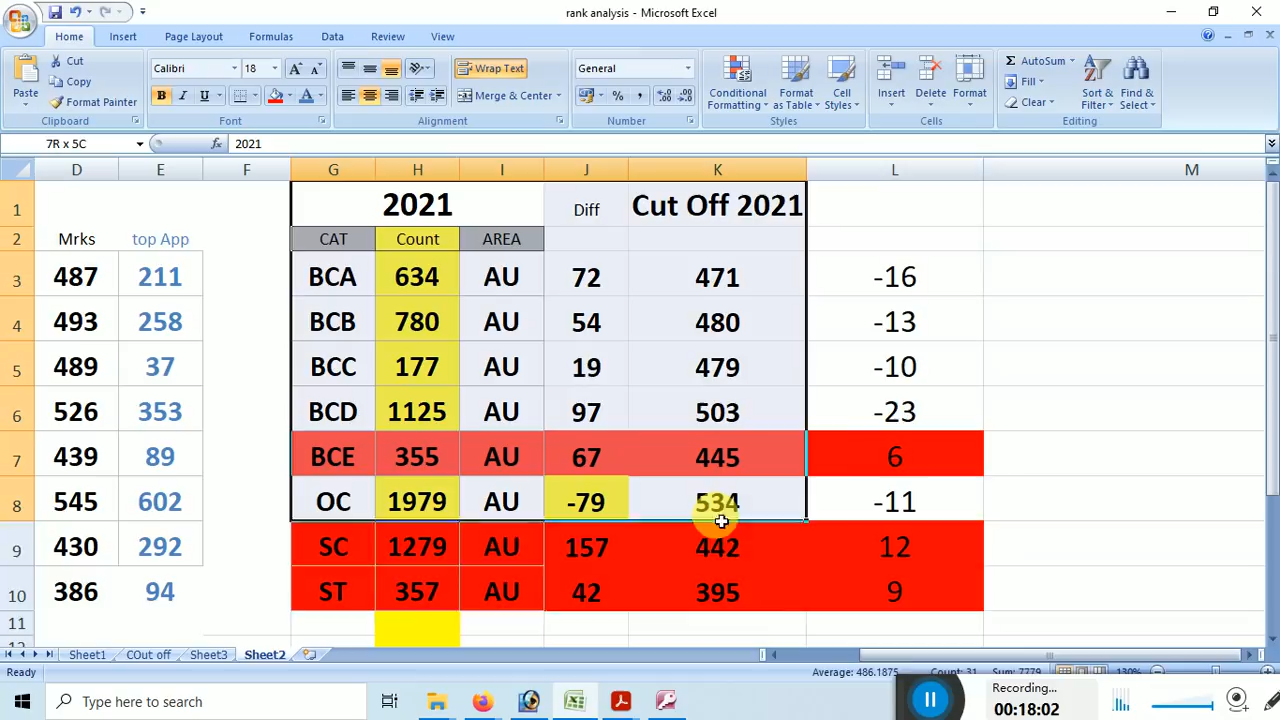 rank analysis - Microsoft Excel
Home Insert Page Layout Formulas Data Review View
Paste
Cut
Copy
Format Painter
Clipboard
Calibri 18
B I U
Font
Wrap Text
Merge & Center
Alignment
General
% ,
Number
Conditional Formatting
Format as Table
Cell Styles
Styles
Insert
Delete
Format
Cells
AutoSum
Fill
Clear
Sort & Filter
Find & Select
Editing
7R x 5C fx 2021
D E F G H I J K L M
1 2021 Diff Cut Off 2021
2 Mrks top App CAT Count AREA
3 487 211 BCA 634 AU 72 471 -16
4 493 258 BCB 780 AU 54 480 -13
5 489 37 BCC 177 AU 19 479 -10
6 526 353 BCD 1125 AU 97 503 -23
7 439 89 BCE 355 AU 67 445 6
8 545 602 OC 1979 AU -79 534 -11
9 430 292 SC 1279 AU 157 442 12
10 386 94 ST 357 AU 42 395 9
11
Sheet1 COut off Sheet3 Sheet2
Ready Average: 486.1875 Count: 31 Sum: 7779 130%
Type here to search
Recording...
00:18:02